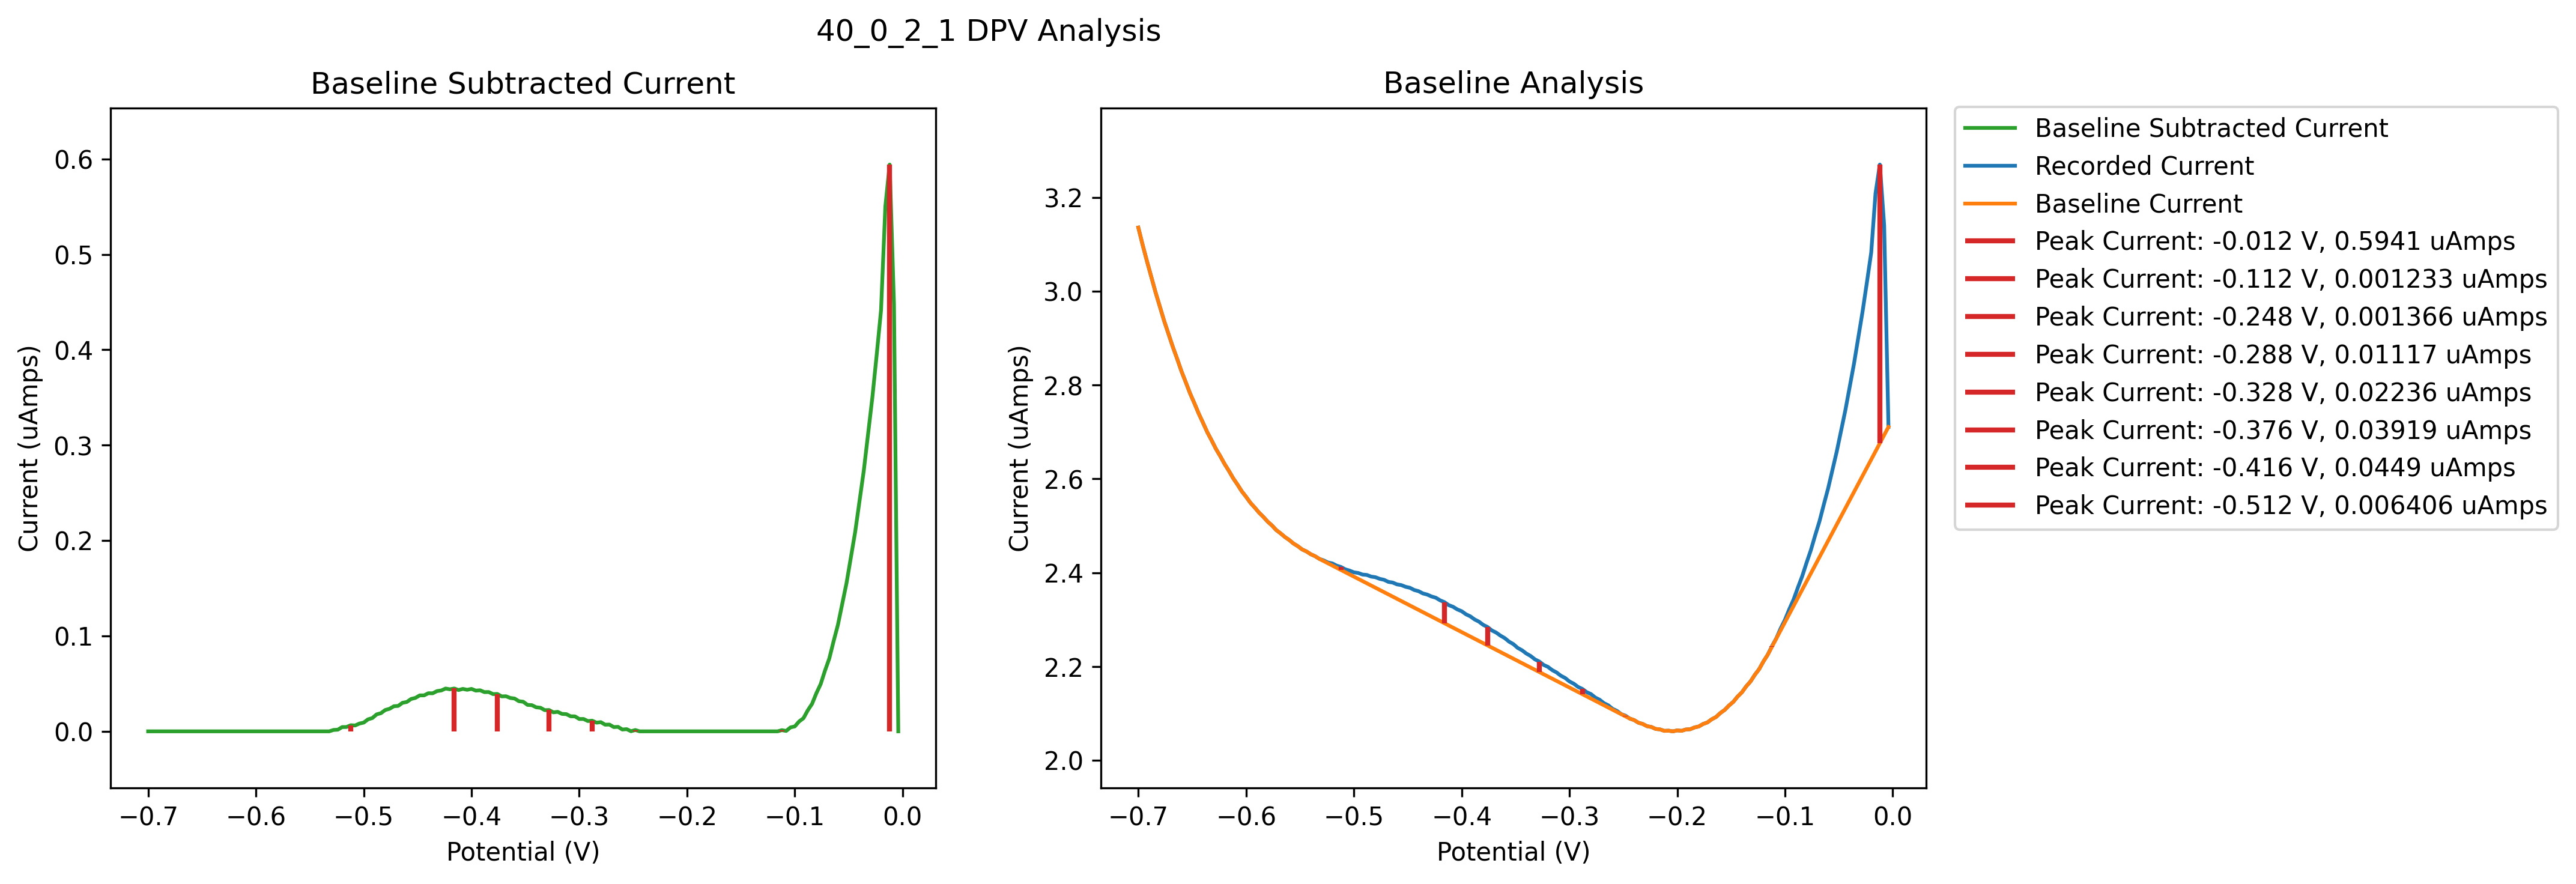 40_0_2_1 DPV Analysis
Baseline Subtracted Current
Current (uAmps)
0.6
0.5
0.4
0.3
0.2
0.1
0.0
−0.7 −0.6 −0.5 −0.4 −0.3 −0.2 −0.1 0.0
Potential (V)
Baseline Analysis
Current (uAmps)
3.2
3.0
2.8
2.6
2.4
2.2
2.0
−0.7 −0.6 −0.5 −0.4 −0.3 −0.2 −0.1 0.0
Potential (V)
Baseline Subtracted Current
Recorded Current
Baseline Current
Peak Current: -0.012 V, 0.5941 uAmps
Peak Current: -0.112 V, 0.001233 uAmps
Peak Current: -0.248 V, 0.001366 uAmps
Peak Current: -0.288 V, 0.01117 uAmps
Peak Current: -0.328 V, 0.02236 uAmps
Peak Current: -0.376 V, 0.03919 uAmps
Peak Current: -0.416 V, 0.0449 uAmps
Peak Current: -0.512 V, 0.006406 uAmps